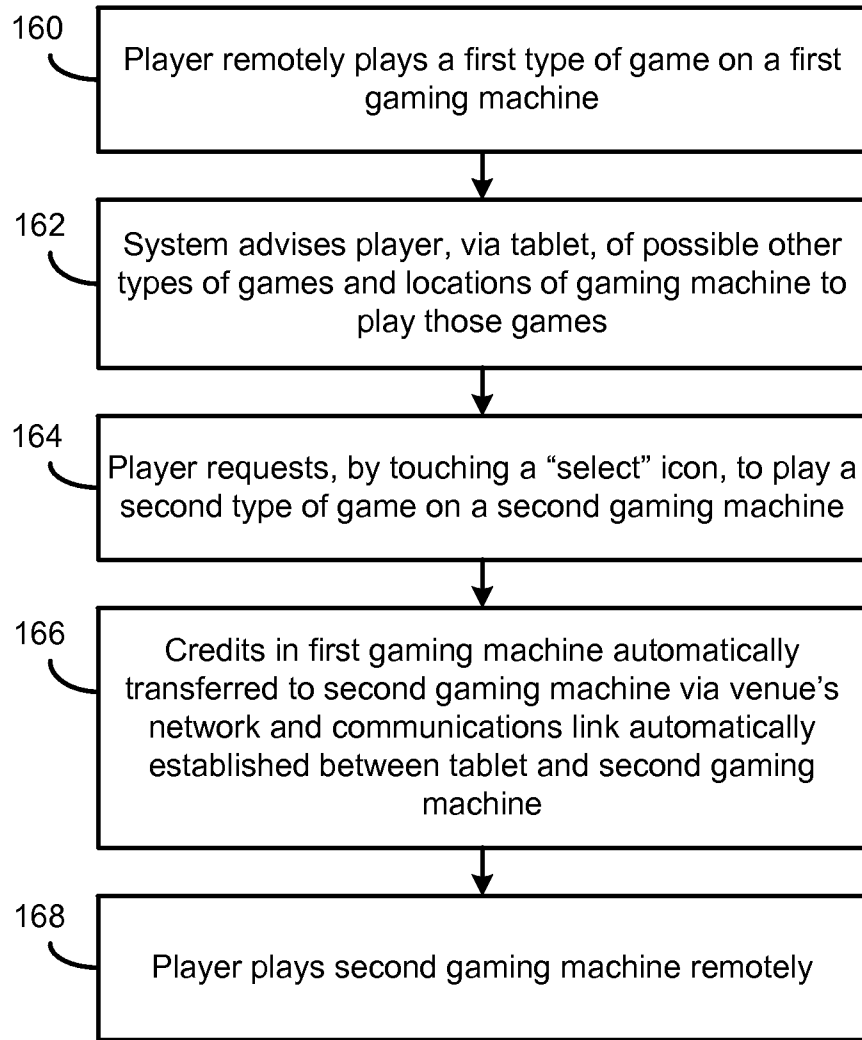 160
Player remotely plays a first type of game on a first
gaming machine
162
System advises player, via tablet, of possible other
types of games and locations of gaming machine to
play those games
164
Player requests, by touching a “select” icon, to play a
second type of game on a second gaming machine
166
Credits in first gaming machine automatically
transferred to second gaming machine via venue’s
network and communications link automatically
established between tablet and second gaming
machine
168
Player plays second gaming machine remotely